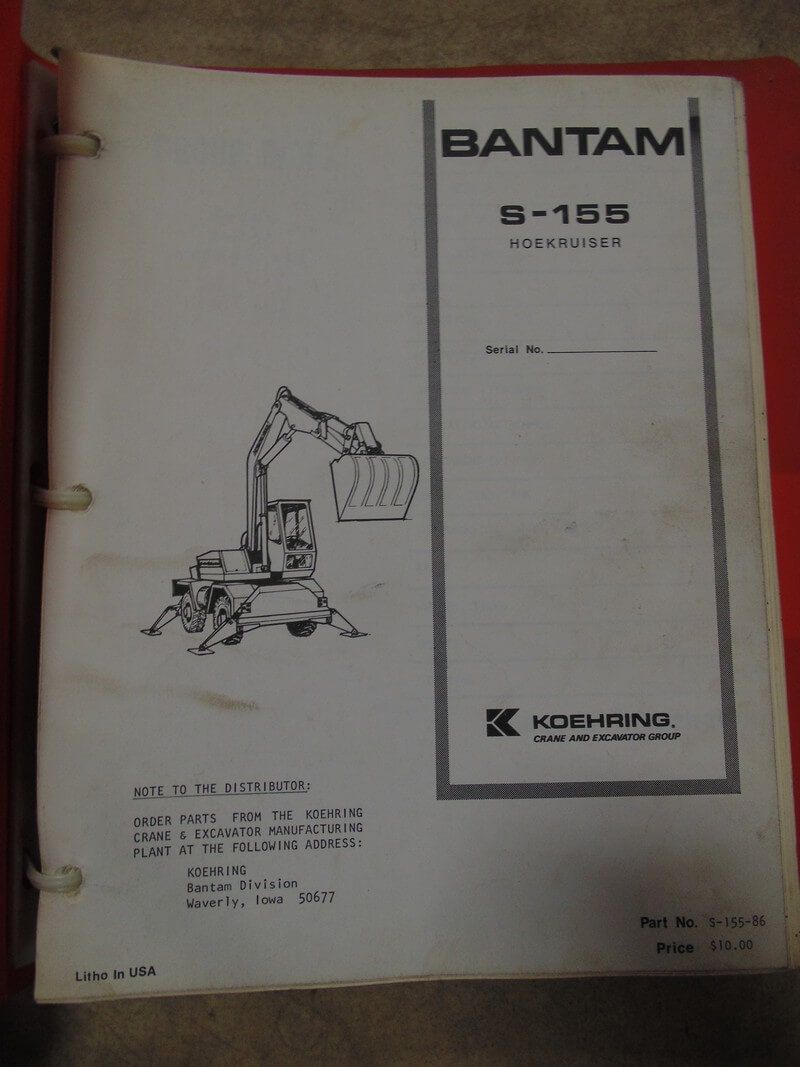 BANTAM
S-155
HOEKRUISER
Serial No.
KOEHRING.
CRANE AND EXCAVATOR GROUP
NOTE TO THE DISTRIBUTOR:
ORDER PARTS FROM THE KOEHRING
CRANE & EXCAVATOR MANUFACTURING
PLANT AT THE FOLLOWING ADDRESS:
KOEHRING
Bantam Division
Waverly, Iowa 50677
Part No. S-155-86
Price $10.00
Litho In USA